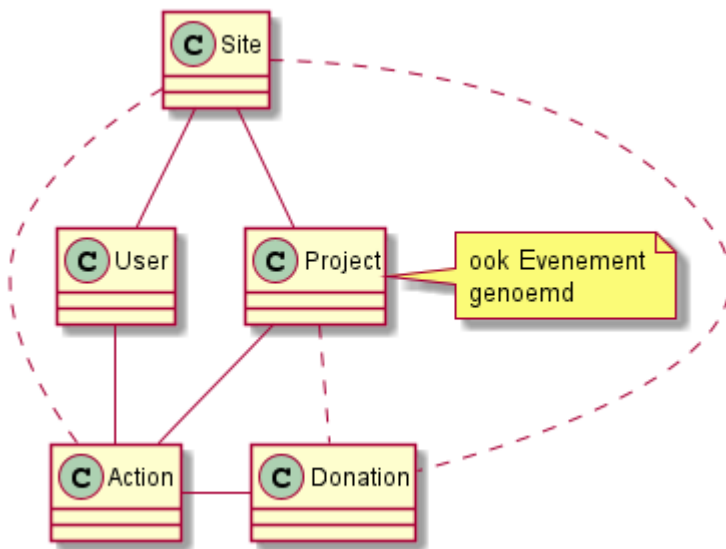 C Site
C User
C Project
ook Evenement
genoemd
C Action
C Donation